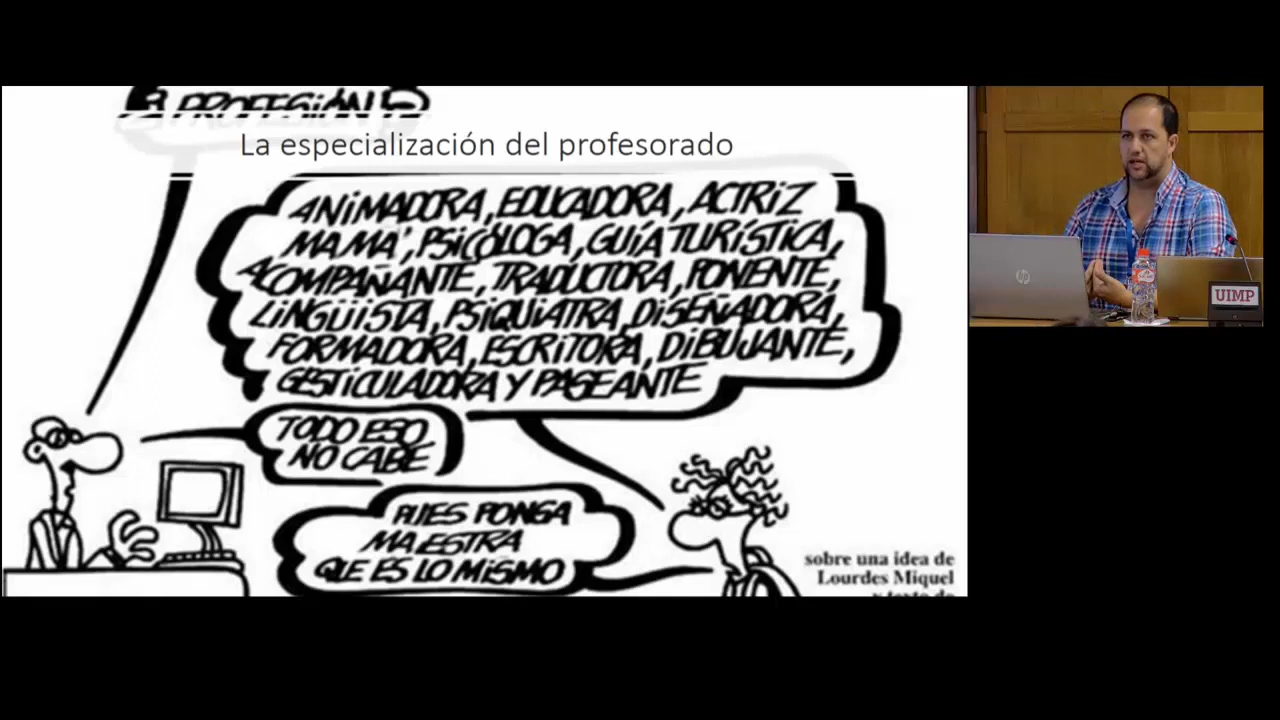 ¿PROFESIÓN?
La especialización del profesorado
ANIMADORA, EDUCADORA, ACTRIZ
MAMÁ, PSICÓLOGA, GUÍA TURÍSTICA,
ACOMPAÑANTE, TRADUCTORA, PONENTE,
LINGÜISTA, PSIQUIATRA, DISEÑADORA,
FORMADORA, ESCRITORA, DIBUJANTE,
GESTICULADORA Y PASEANTE
TODO ESO
NO CABE
PUES PONGA
MAESTRA
QUE ES LO MISMO
sobre una idea de
Lourdes Miquel
hp
UIMP